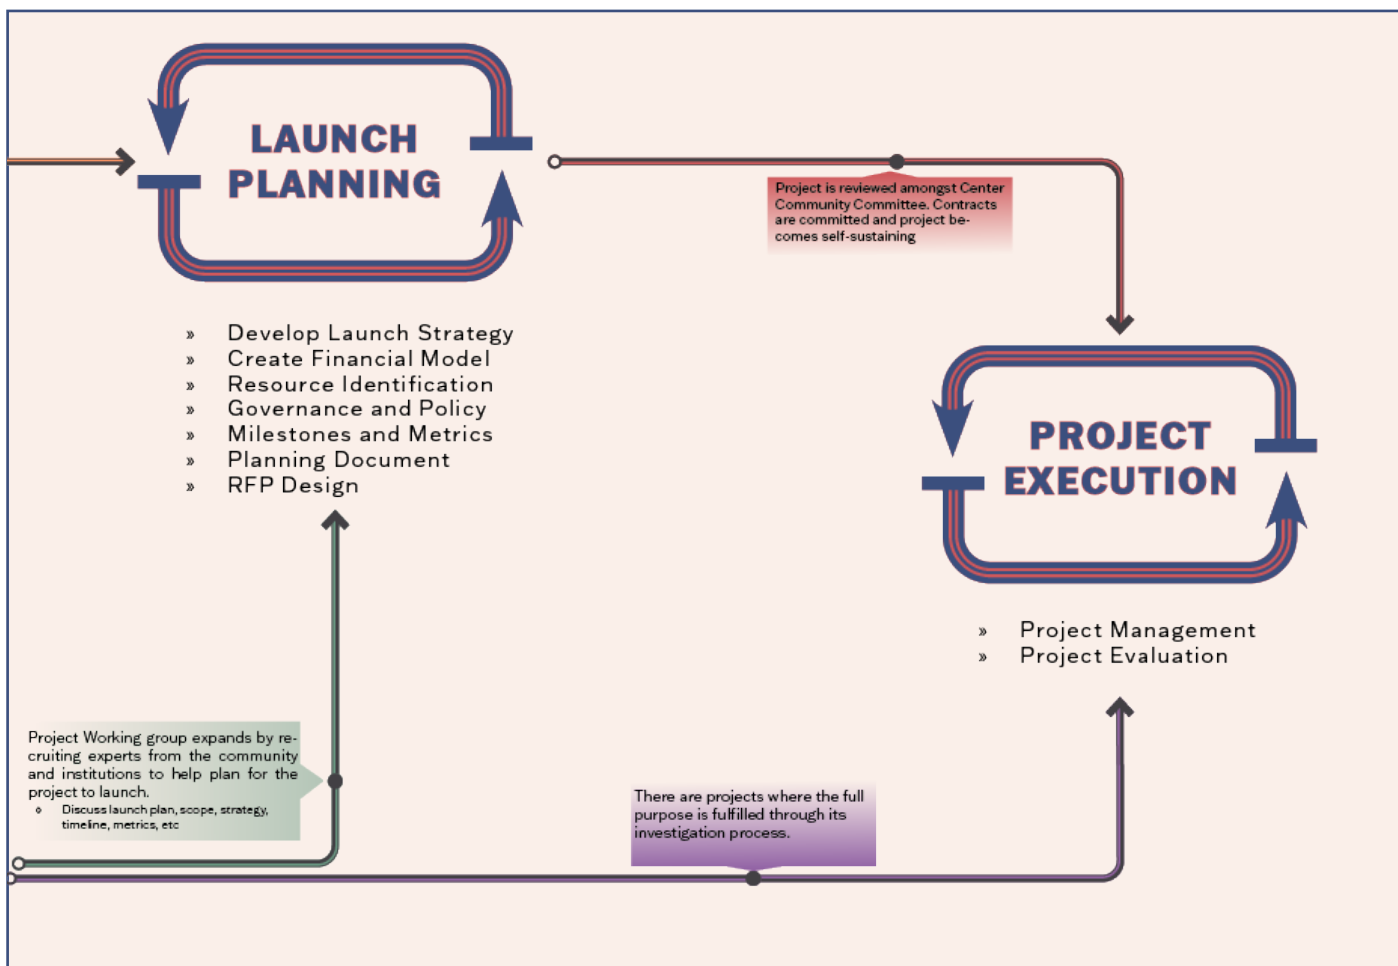 LAUNCH
PLANNING
Project is reviewed amongst Center
Community Committee. Contracts
are committed and project be-
comes self-sustaining
» Develop Launch Strategy
» Create Financial Model
» Resource Identification
» Governance and Policy
» Milestones and Metrics
» Planning Document
» RFP Design
PROJECT
EXECUTION
» Project Management
» Project Evaluation
Project Working group expands by re-
cruiting experts from the community
and institutions to help plan for the
project to launch.
Discuss launch plan, scope, strategy,
timeline, metrics, etc
There are projects where the full
purpose is fulfilled through its
investigation process.